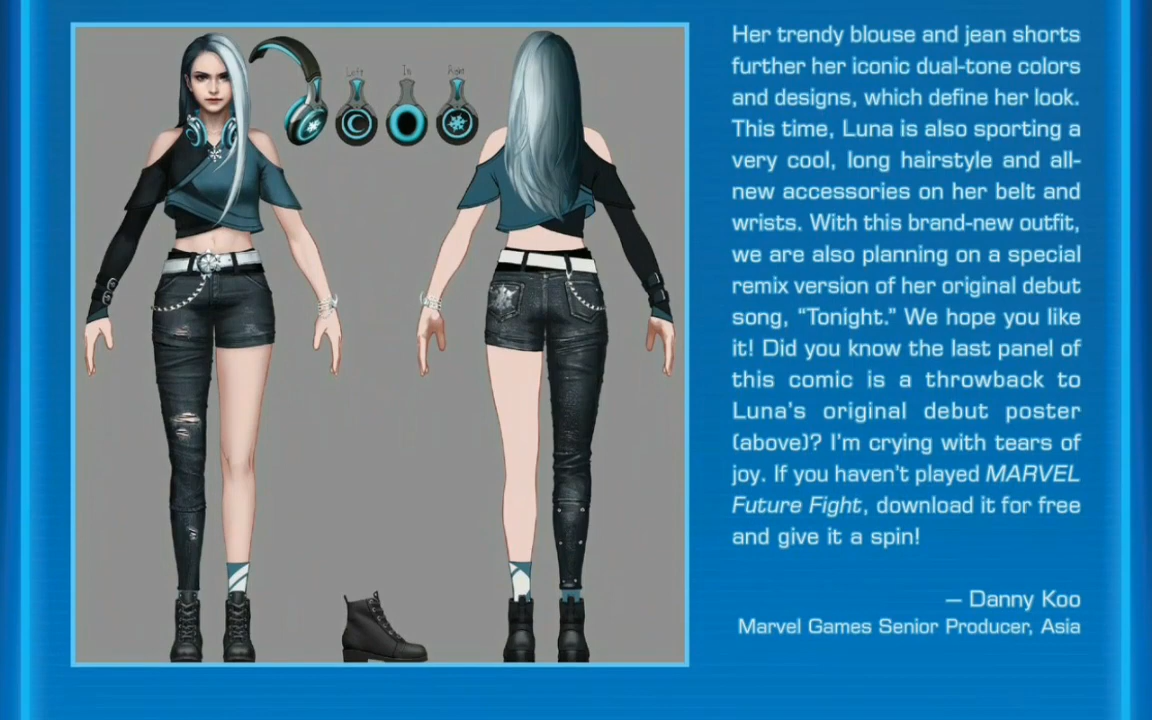 Left
In
Right
Her trendy blouse and jean shorts
further her iconic dual-tone colors
and designs, which define her look.
This time, Luna is also sporting a
very cool, long hairstyle and all-
new accessories on her belt and
wrists. With this brand-new outfit,
we are also planning on a special
remix version of her original debut
song, “Tonight.” We hope you like
it! Did you know the last panel of
this comic is a throwback to
Luna’s original debut poster
(above)? I’m crying with tears of
joy. If you haven’t played MARVEL
Future Fight, download it for free
and give it a spin!
— Danny Koo
Marvel Games Senior Producer, Asia